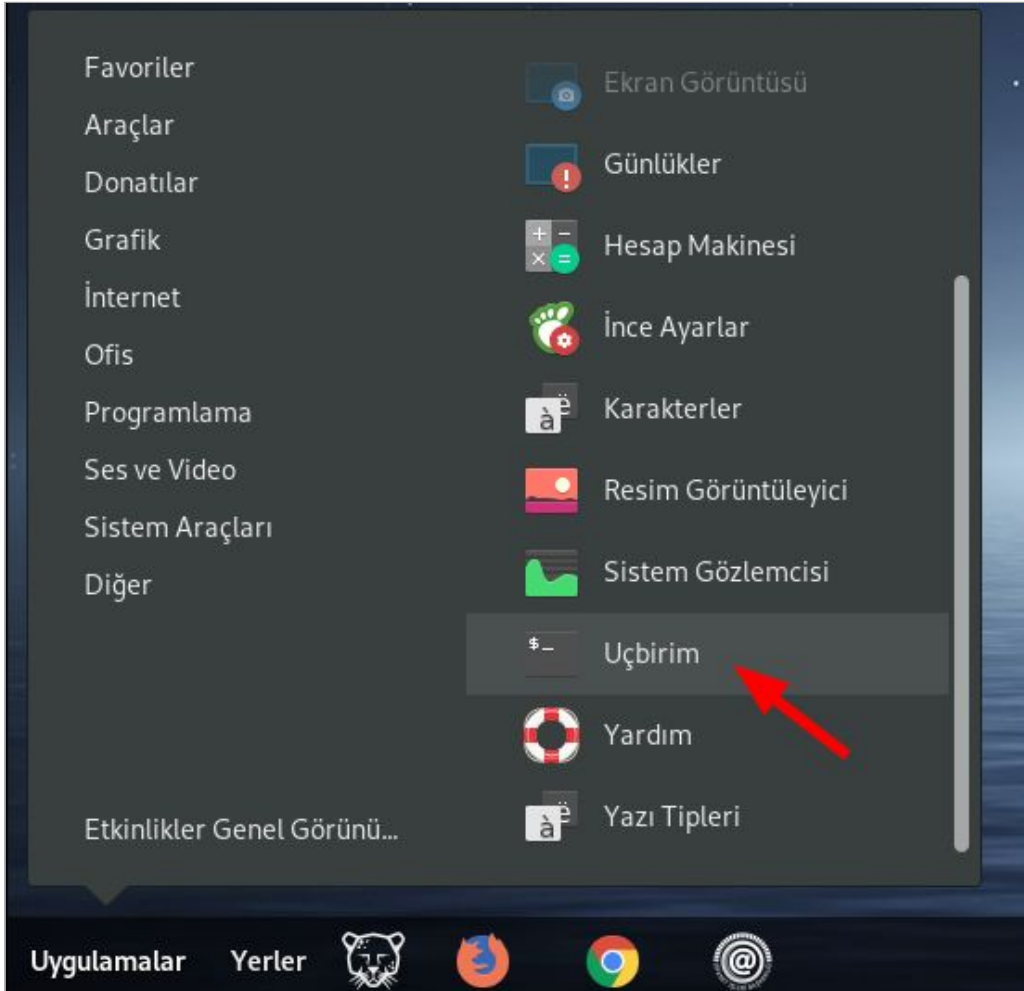 Favoriler
Araçlar
Donatılar
Grafik
İnternet
Ofis
Programlama
Ses ve Video
Sistem Araçları
Diğer
Etkinlikler Genel Görünü...
Ekran Görüntüsü
Günlükler
Hesap Makinesi
İnce Ayarlar
Karakterler
Resim Görüntüleyici
Sistem Gözlemcisi
$_ Uçbirim
Yardım
Yazı Tipleri
Uygulamalar Yerler